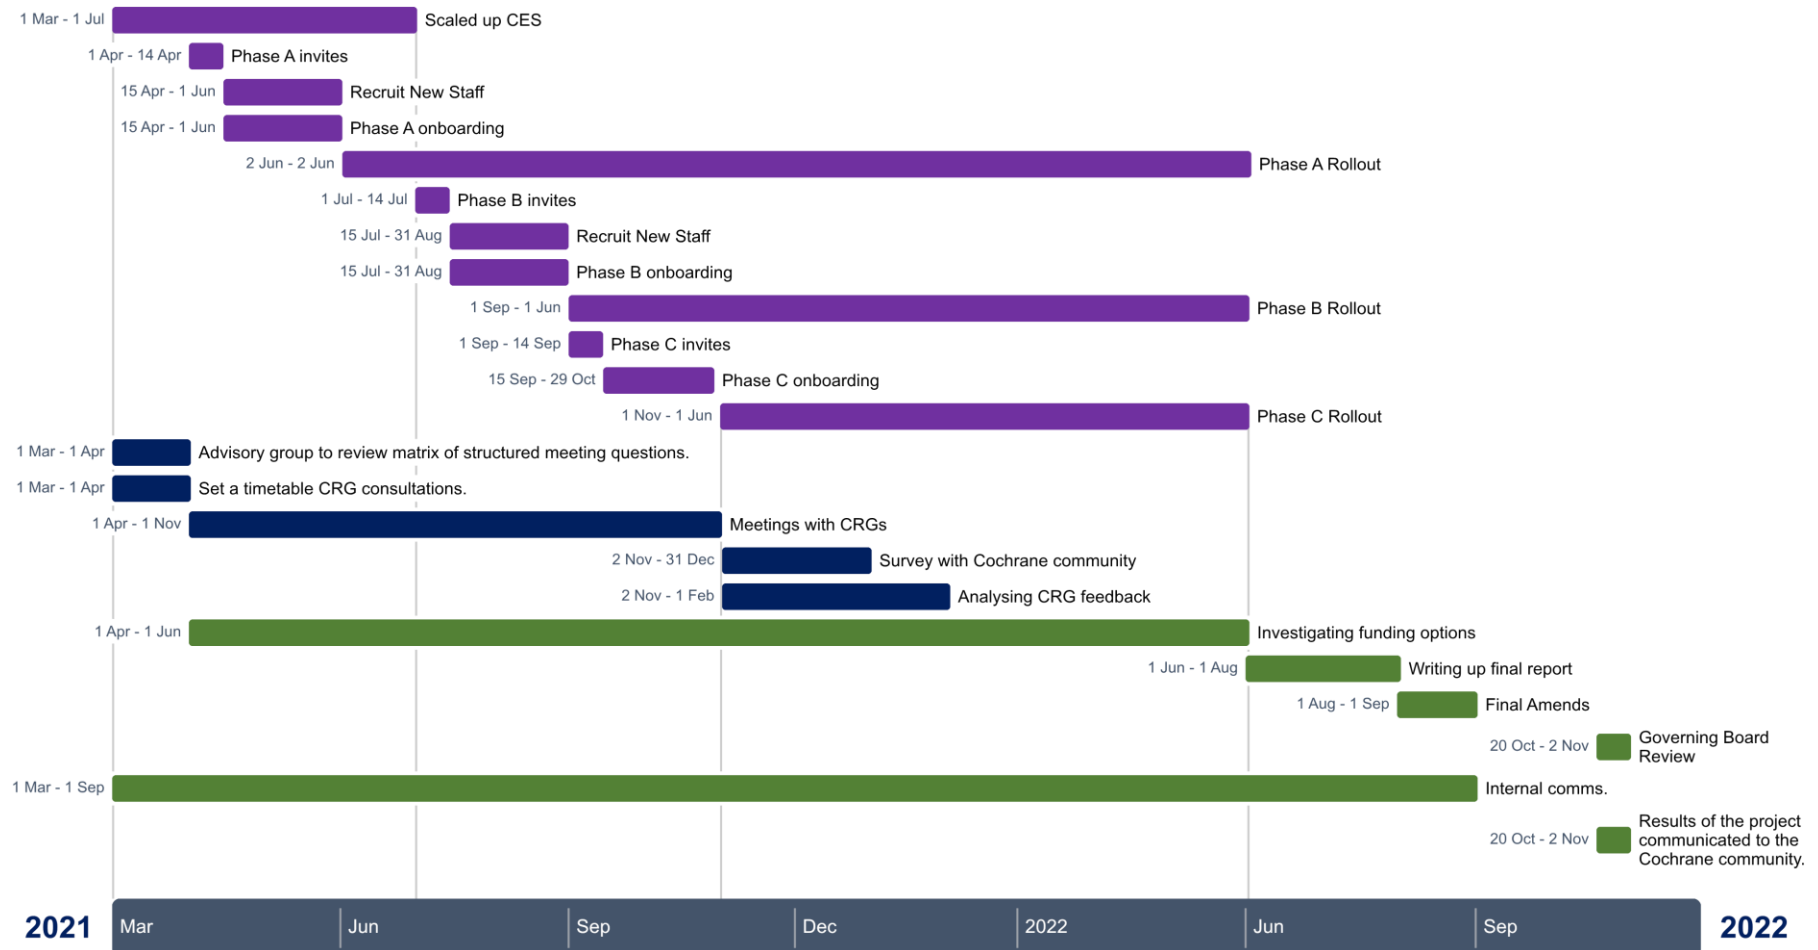 1 Mar - 1 Jul Scaled up CES
1 Apr - 14 Apr Phase A invites
15 Apr - 1 Jun Recruit New Staff
15 Apr - 1 Jun Phase A onboarding
2 Jun - 2 Jun Phase A Rollout
1 Jul - 14 Jul Phase B invites
15 Jul - 31 Aug Recruit New Staff
15 Jul - 31 Aug Phase B onboarding
1 Sep - 1 Jun Phase B Rollout
1 Sep - 14 Sep Phase C invites
15 Sep - 29 Oct Phase C onboarding
1 Nov - 1 Jun Phase C Rollout
1 Mar - 1 Apr Advisory group to review matrix of structured meeting questions.
1 Mar - 1 Apr Set a timetable CRG consultations.
1 Apr - 1 Nov Meetings with CRGs
2 Nov - 31 Dec Survey with Cochrane community
2 Nov - 1 Feb Analysing CRG feedback
1 Apr - 1 Jun Investigating funding options
1 Jun - 1 Aug Writing up final report
1 Aug - 1 Sep Final Amends
20 Oct - 2 Nov Governing Board
Review
1 Mar - 1 Sep Internal comms.
Results of the project
20 Oct - 2 Nov communicated to the
Cochrane community.
2021 Mar Jun Sep Dec 2022 Jun Sep 2022